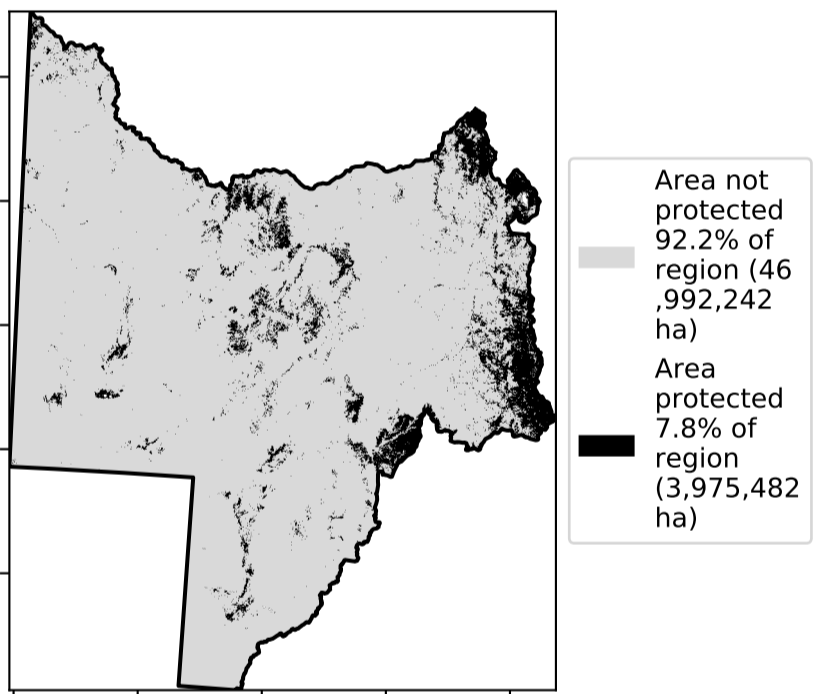 Area not
protected
92.2% of
region (46
,992,242
ha)
Area
protected
7.8% of
region
(3,975,482
ha)